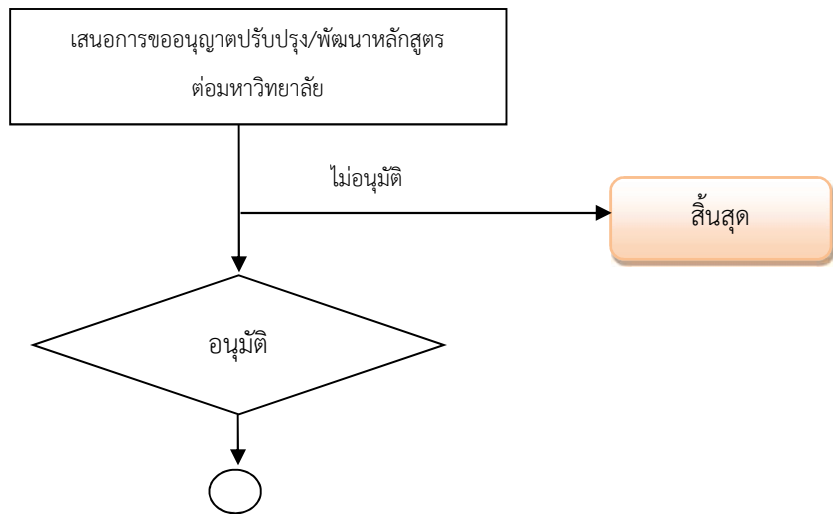 เสนอการขออนุญาตปรับปรุง/พัฒนาหลักสูตร
ต่อมหาวิทยาลัย
ไม่อนุมัติ
สิ้นสุด
อนุมัติ